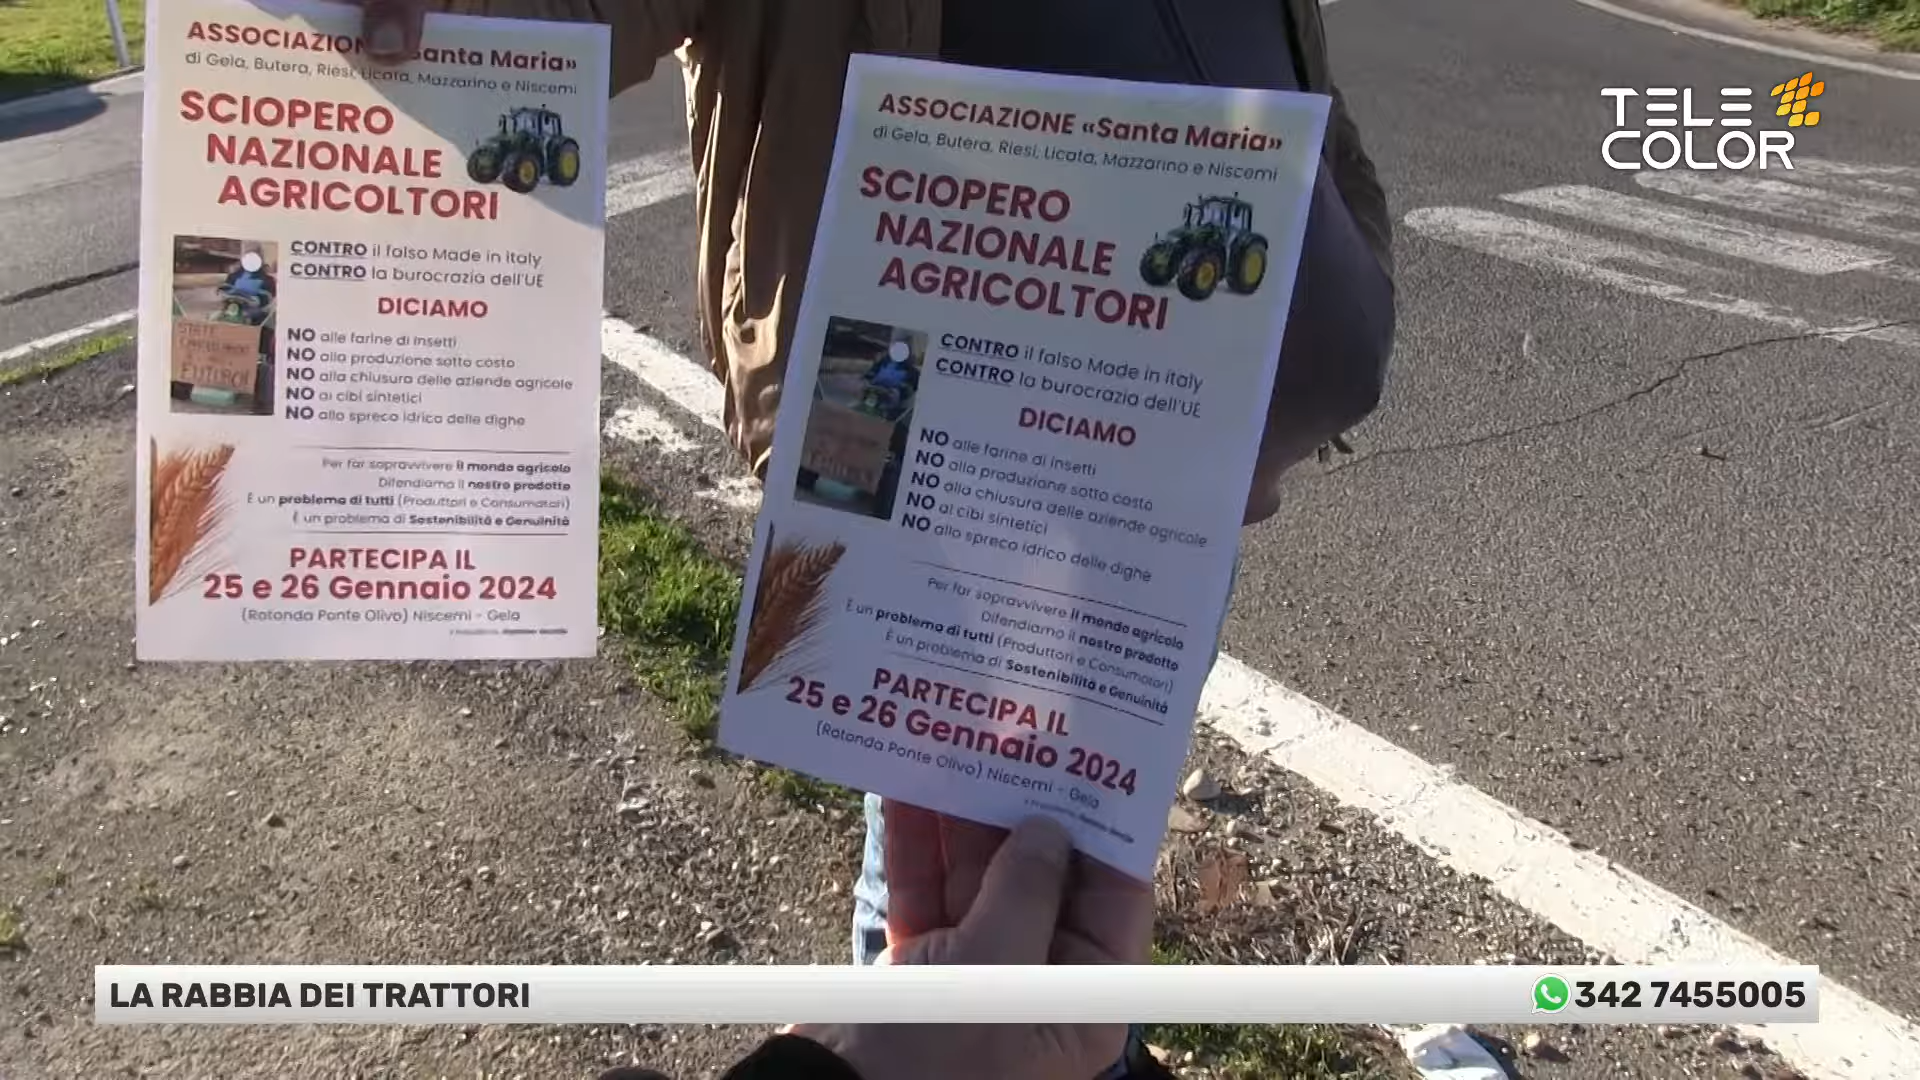 ASSOCIAZION Santa Maria»
di Gela, Butera, Riesi, Licata, Mazzarino e Niscemi
SCIOPERO
NAZIONALE
AGRICOLTORI
CONTRO il falso Made in italy
CONTRO la burocrazia dell'UE
DICIAMO
NO alle farine di insetti
NO alla produzione sotto costo
NO alla chiusura delle aziende agricole
NO ai cibi sintetici
NO allo spreco idrico delle dighe
FUTURO!
Per far sopravvivere il mondo agricolo
Difendiamo il nostro prodotto
È un problema di tutti (Produttori e Consumatori)
È un problema di Sostenibilità e Genuinità
PARTECIPA IL
25 e 26 Gennaio 2024
(Rotonda Ponte Olivo) Niscemi - Gela
ASSOCIAZIONE «Santa Maria»
di Gela, Butera, Riesi, Licata, Mazzarino e Niscemi
SCIOPERO
NAZIONALE
AGRICOLTORI
CONTRO il falso Made in italy
CONTRO la burocrazia dell'UE
DICIAMO
NO alle farine di insetti
NO alla produzione sotto costo
NO alla chiusura delle aziende agricole
NO ai cibi sintetici
NO allo spreco idrico delle dighe
Per far sopravvivere il mondo agricolo
Difendiamo il nostro prodotto
È un problema di tutti (Produttori e Consumatori)
È un problema di Sostenibilità e Genuinità
PARTECIPA IL
25 e 26 Gennaio 2024
(Rotonda Ponte Olivo) Niscemi - Gela
TELE
COLOR
LA RABBIA DEI TRATTORI
342 7455005